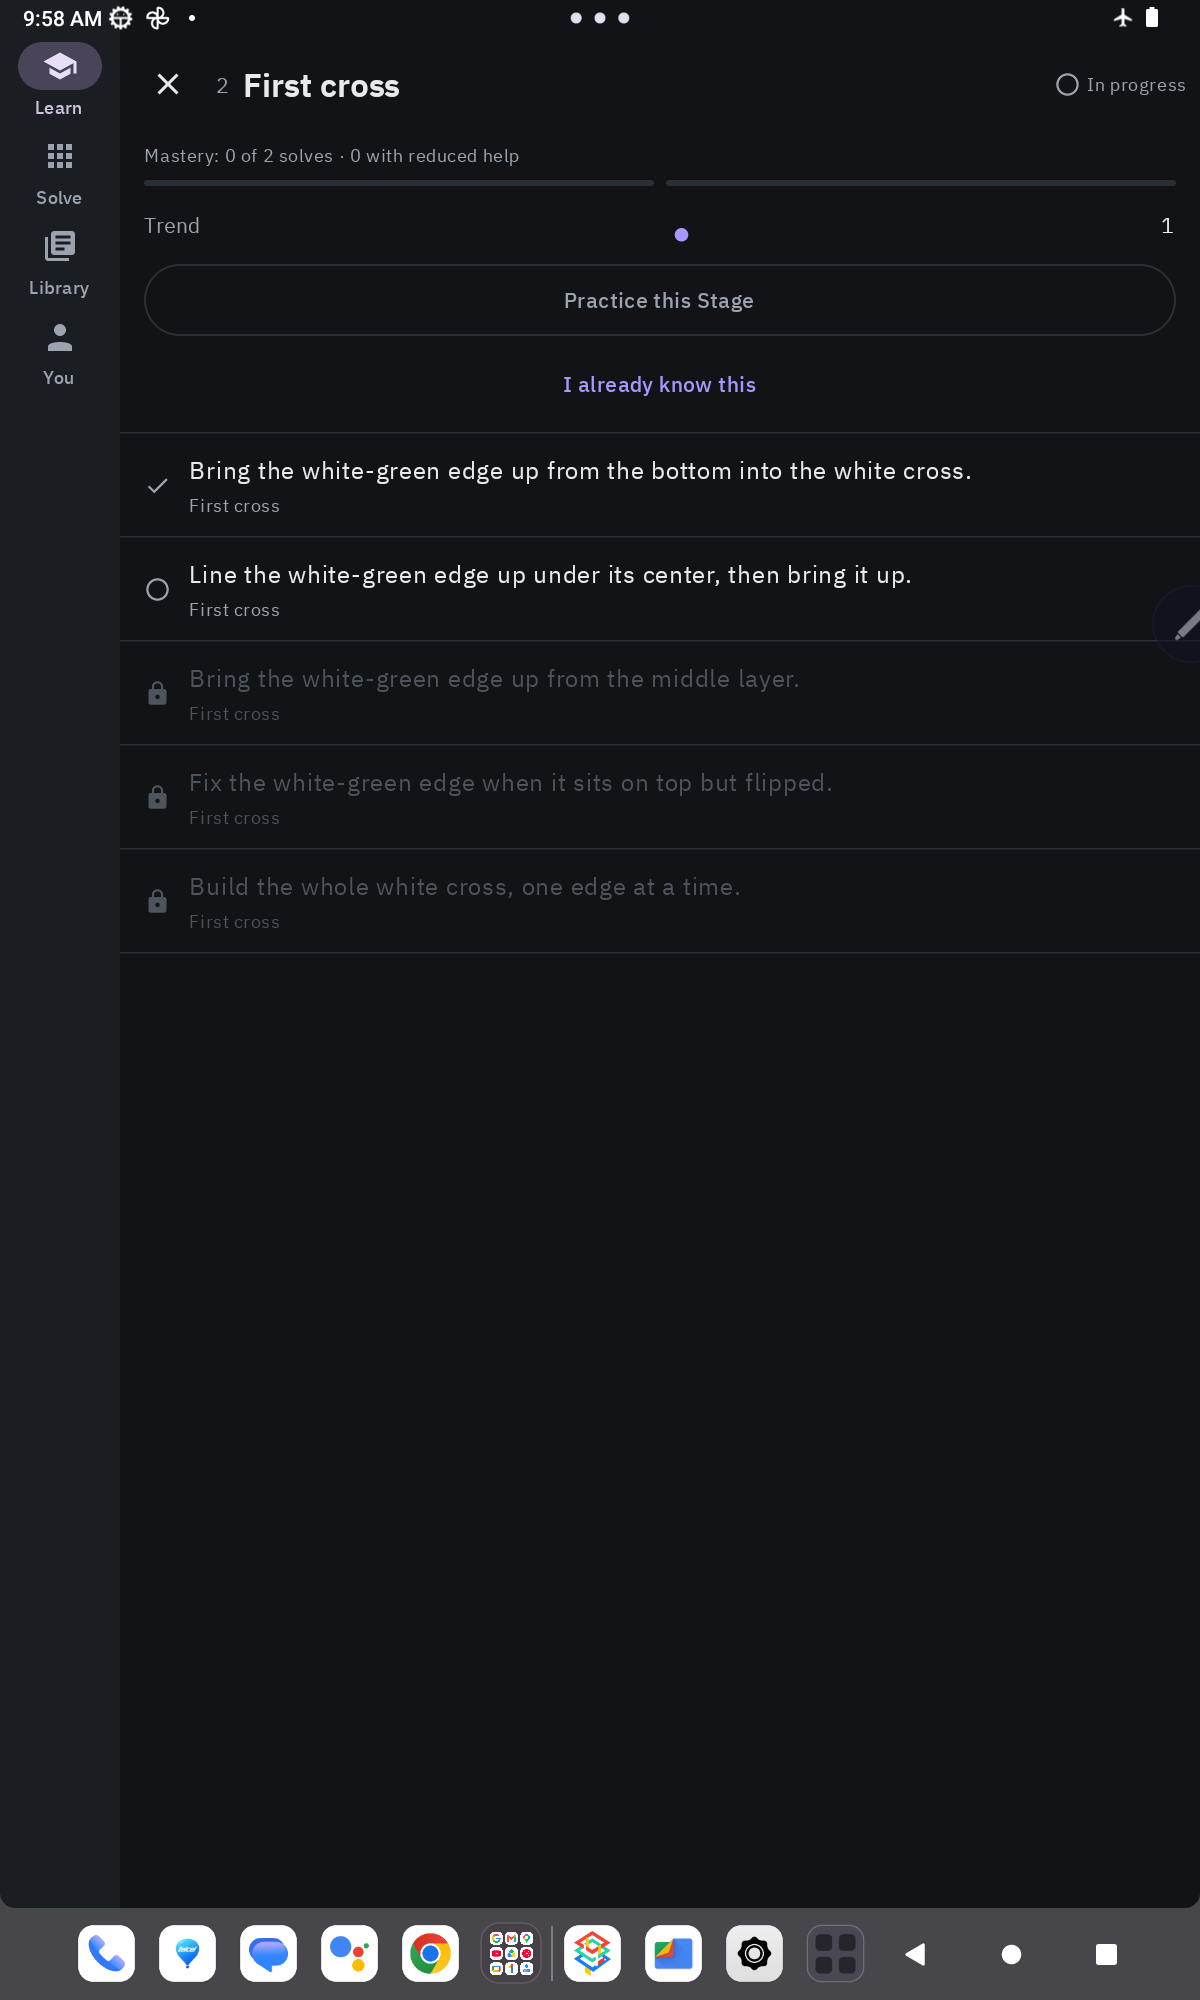 9:58 AM
Learn
Solve
Library
You
2 First cross
In progress
Mastery: 0 of 2 solves · 0 with reduced help
Trend
1
Practice this Stage
I already know this
Bring the white-green edge up from the bottom into the white cross.
First cross
Line the white-green edge up under its center, then bring it up.
First cross
Bring the white-green edge up from the middle layer.
First cross
Fix the white-green edge when it sits on top but flipped.
First cross
Build the whole white cross, one edge at a time.
First cross